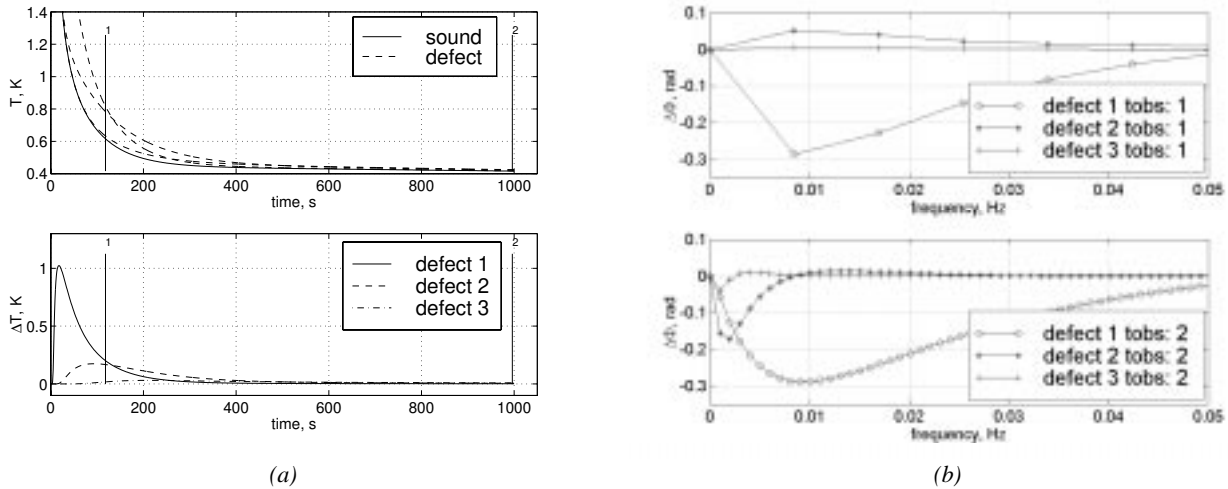 1.4
1.2
1
0.8
0.6
0.4
T, K
1
2
sound
defect
0 200 400 600 800 1000
time, s
1
0.5
0
ΔT, K
1
2
defect 1
defect 2
defect 3
0 200 400 600 800 1000
time, s
(a)
0.1
0
-0.1
-0.2
-0.3
ΔΦ, rad
defect 1 tobs: 1
defect 2 tobs: 1
defect 3 tobs: 1
0 0.01 0.02 0.03 0.04 0.05
frequency, Hz
0.1
0
-0.1
-0.2
-0.3
ΔΦ, rad
defect 1 tobs: 2
defect 2 tobs: 2
defect 3 tobs: 2
0 0.01 0.02 0.03 0.04 0.05
frequency, Hz
(b)